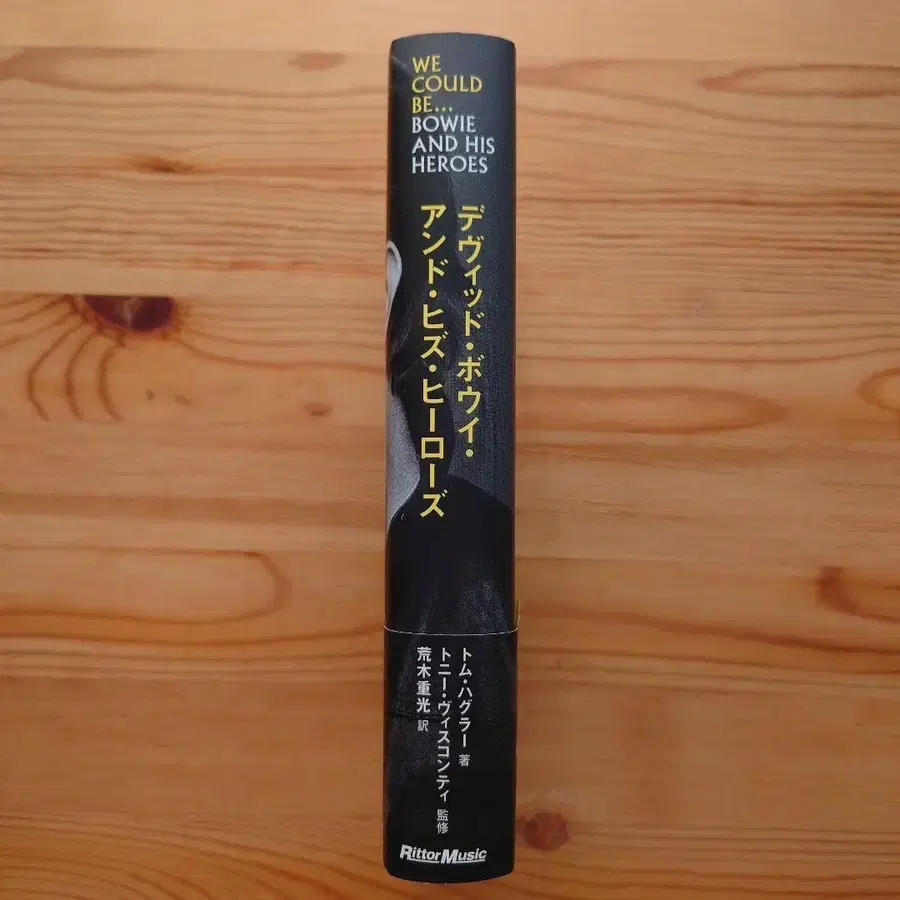 WE
COULD
BE...
BOWIE
AND HIS
HEROES
デヴィッド・ボウイ・
アンド・ヒズ・ヒーローズ
トム・ハグラー 著
トニー・ヴィスコンティ 監修
荒木重光 訳
RittorMusic